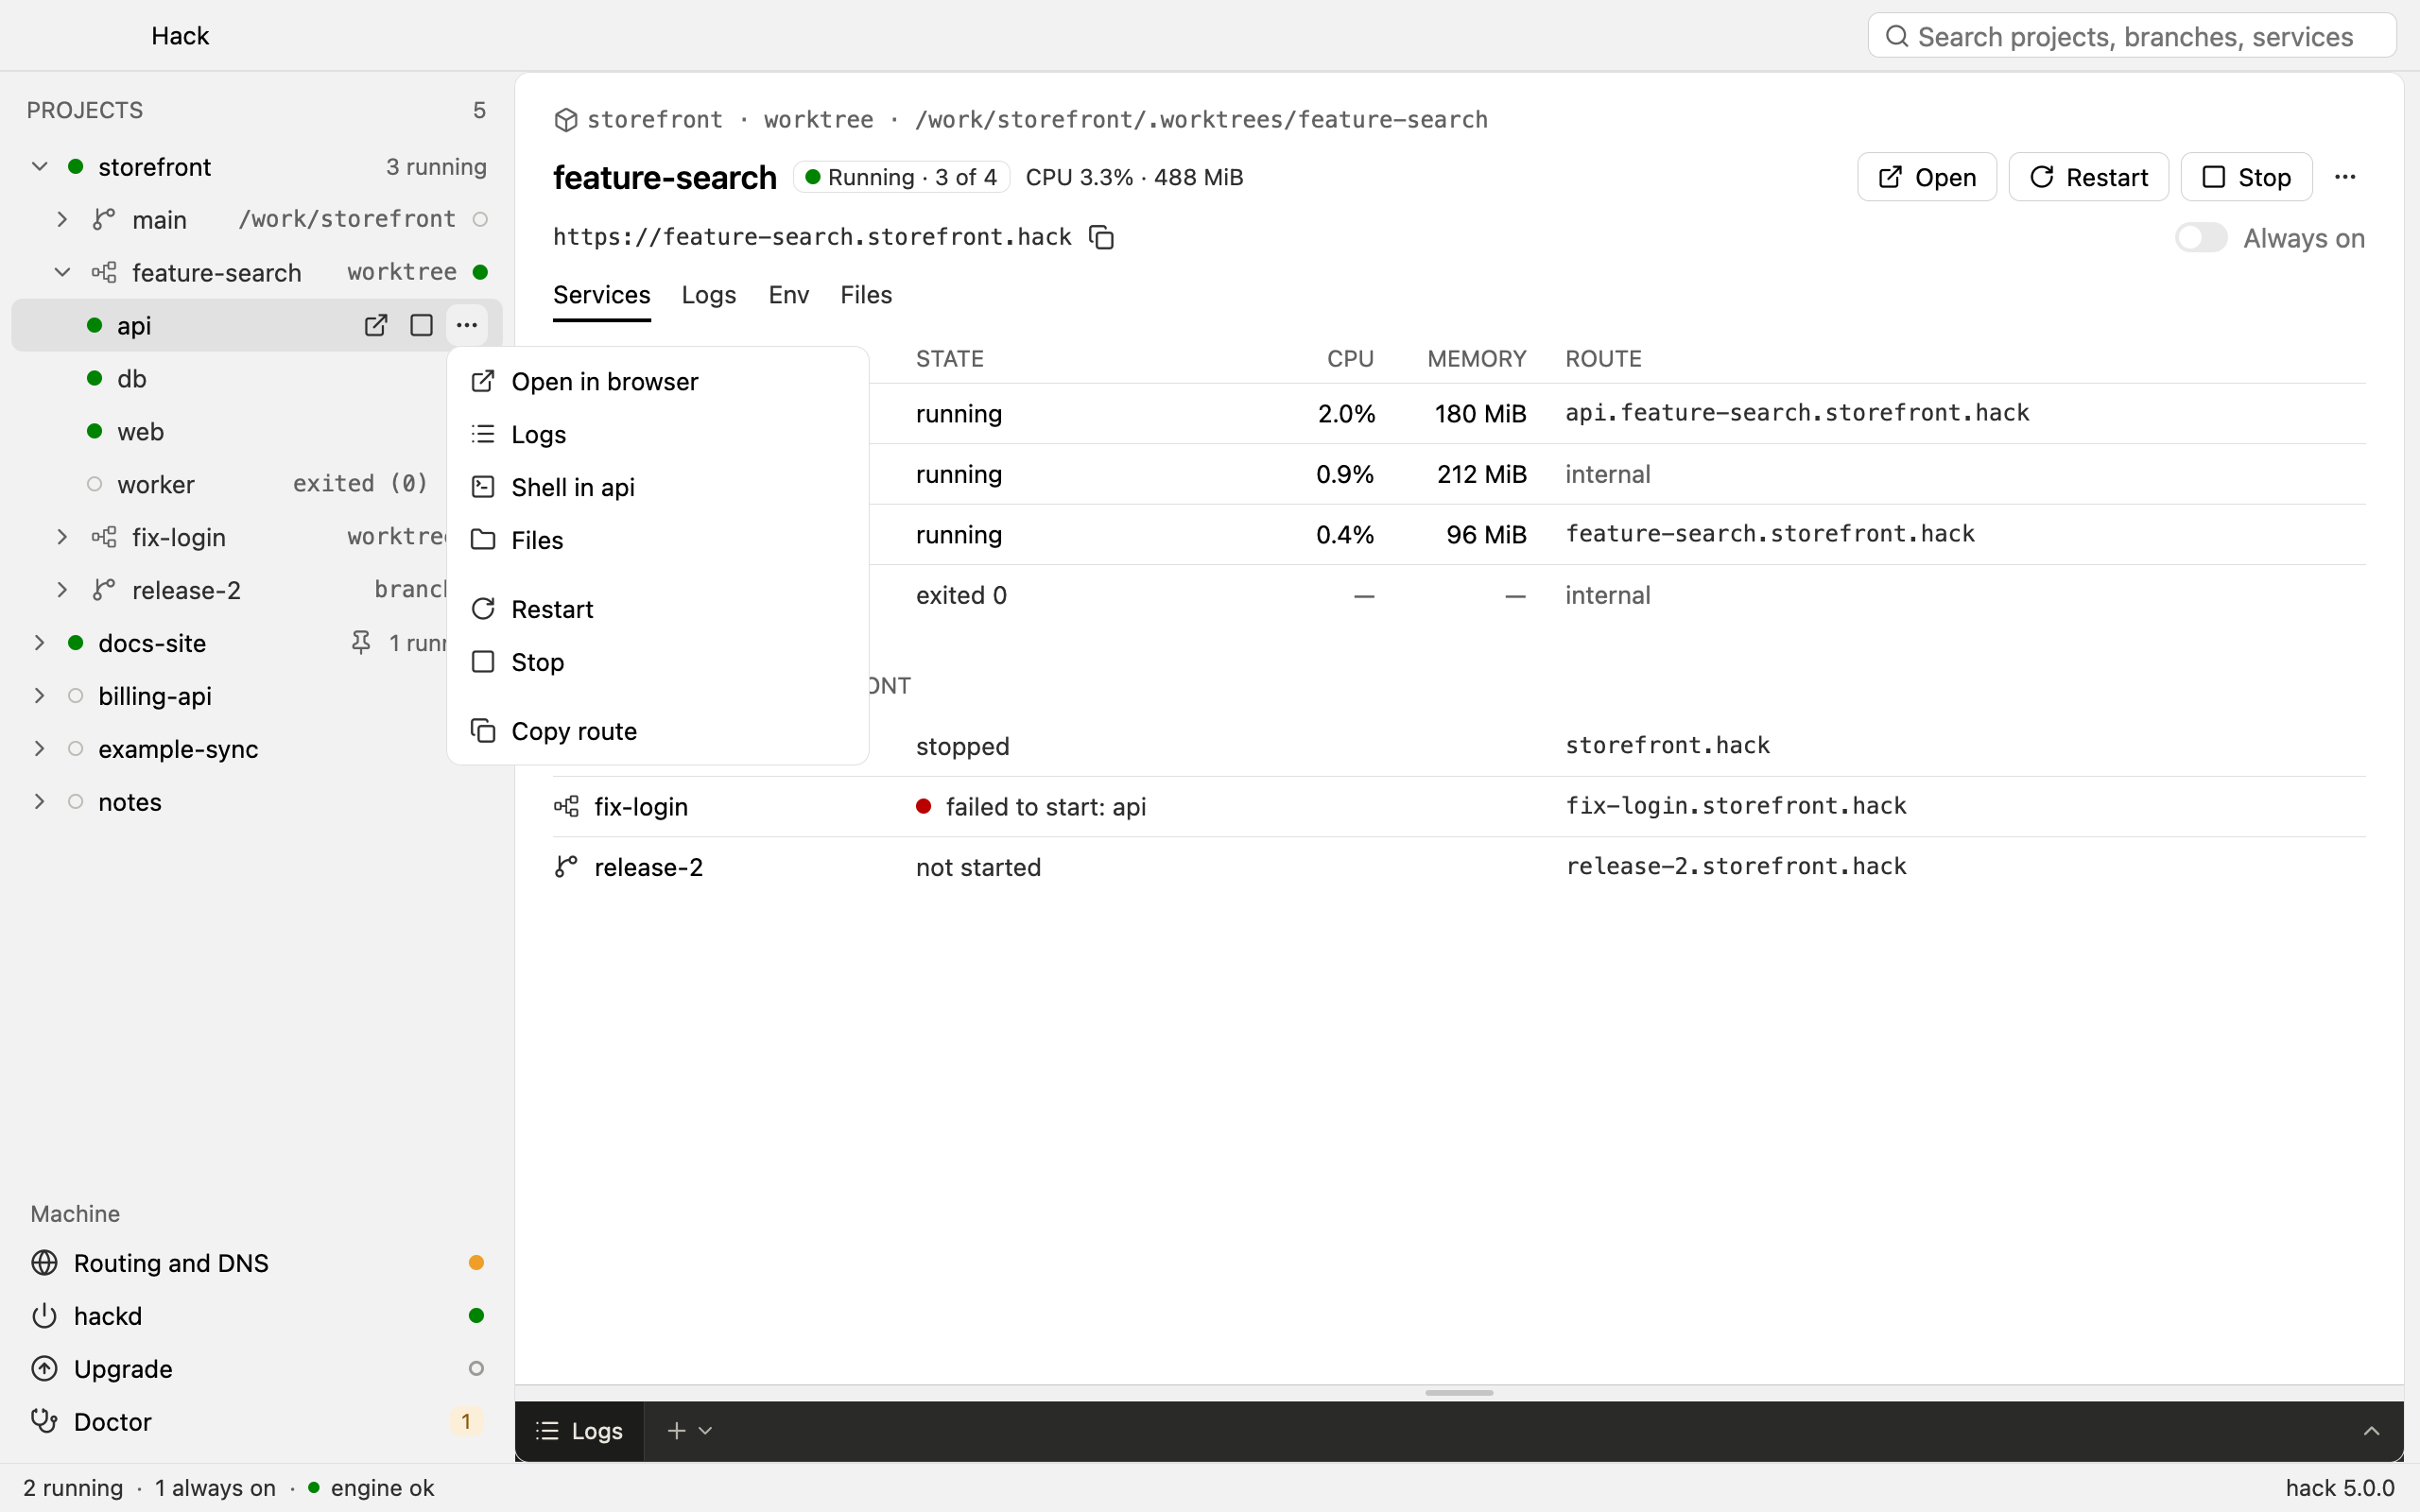 Hack
Search projects, branches, services
PROJECTS 5
storefront 3 running
main /work/storefront
feature-search worktree
api
db
web
worker exited (0)
fix-login
release-2
docs-site 1
billing-api
example-sync
notes
Machine
Routing and DNS
hackd
Upgrade
Doctor 1
storefront · worktree · /work/storefront/.worktrees/feature-search
feature-search Running · 3 of 4 CPU 3.3% · 488 MiB
Open Restart Stop
https://feature-search.storefront.hack
Always on
Services Logs Env Files
STATE CPU MEMORY ROUTE
running 2.0% 180 MiB api.feature-search.storefront.hack
running 0.9% 212 MiB internal
running 0.4% 96 MiB feature-search.storefront.hack
exited 0 — — internal
stopped storefront.hack
fix-login failed to start: api fix-login.storefront.hack
release-2 not started release-2.storefront.hack
Open in browser
Logs
Shell in api
Files
Restart
Stop
Copy route
Logs
2 running · 1 always on · engine ok
hack 5.0.0